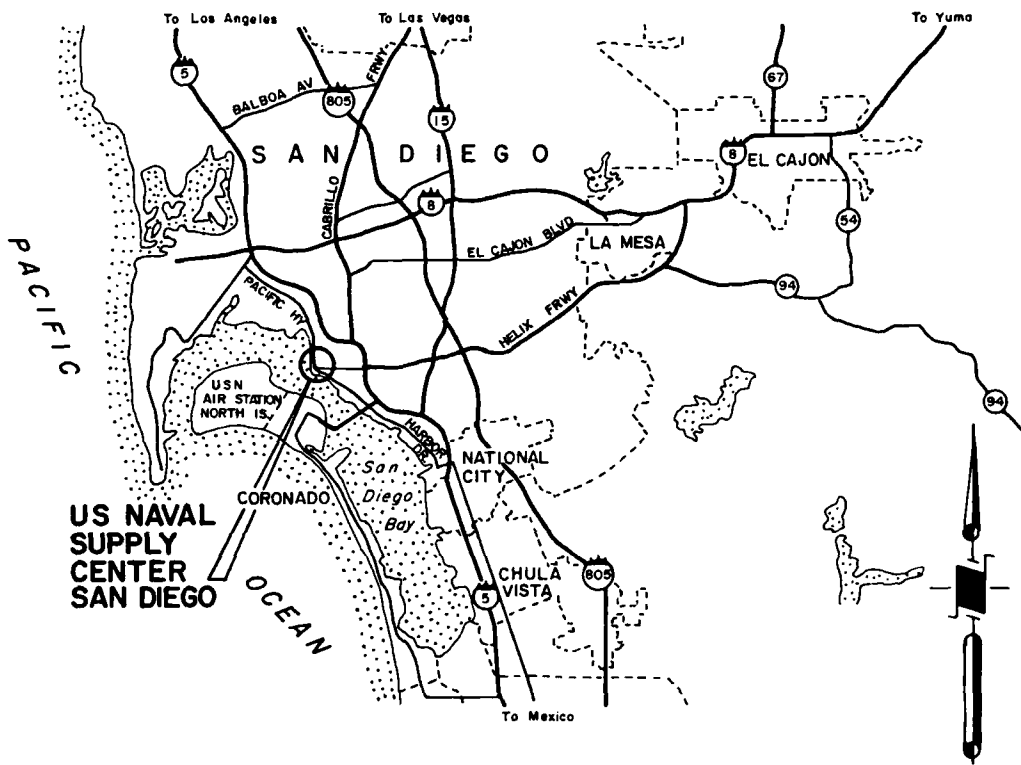 To Los Angeles
To Las Vegas
To Yuma
5
BALBOA AV
805
FRWY
15
67
SAN DIEGO
8
EL CAJON
CABRILLO
8
54
EL CAJON BLVD
LA MESA
PACIFIC
PACIFIC HY
94
HELIX FRWY
94
USN
AIR STATION
NORTH IS.
HARBOR
DR.
NATIONAL
CITY
San
Diego
Bay
CORONADO
US NAVAL
SUPPLY
CENTER
SAN DIEGO
OCEAN
CHULA
VISTA
805
5
To Mexico